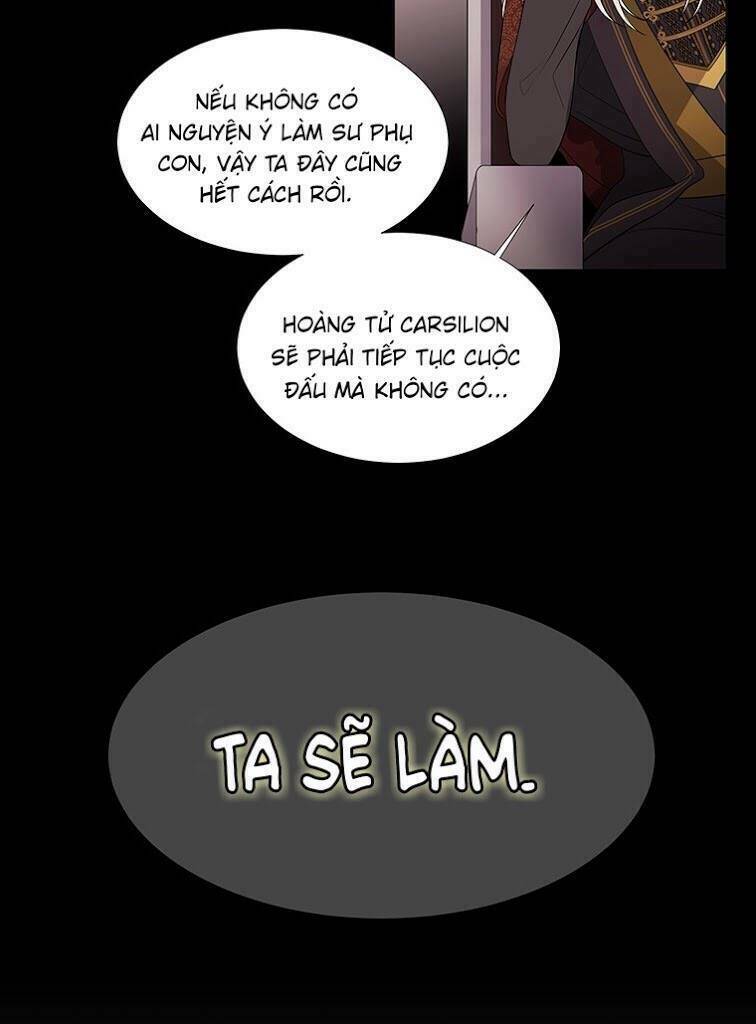 NẾU KHÔNG CÓ
AI NGUYỆN Ý LÀM SƯ PHỤ
CON, VẬY TA ĐÂY CŨNG
HẾT CÁCH RỒI.
HOÀNG TỬ CARSILION
SẼ PHẢI TIẾP TỤC CUỘC
ĐẤU MÀ KHÔNG CÓ...
TA SẼ LÀM.